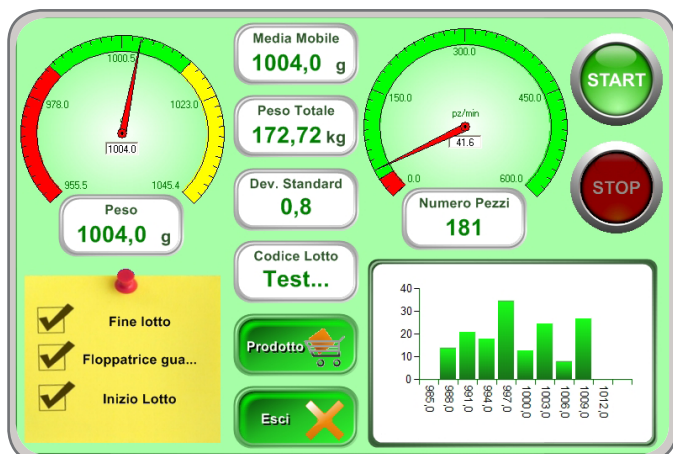 1000.5
978.0
1023.0
1004.0
955.5
1045.4
Peso
1004,0 g
Media Mobile
1004,0 g
Peso Totale
172,72 kg
Dev. Standard
0,8
Codice Lotto
Test...
300.0
150.0
450.0
pz/min
41.6
0.0
600.0
Numero Pezzi
181
START
STOP
Fine lotto
Floppatrice gua...
Inizio Lotto
Prodotto
Esci
40
30
20
10
0
985,0
988,0
991,0
994,0
997,0
1000,0
1003,0
1006,0
1009,0
1012,0